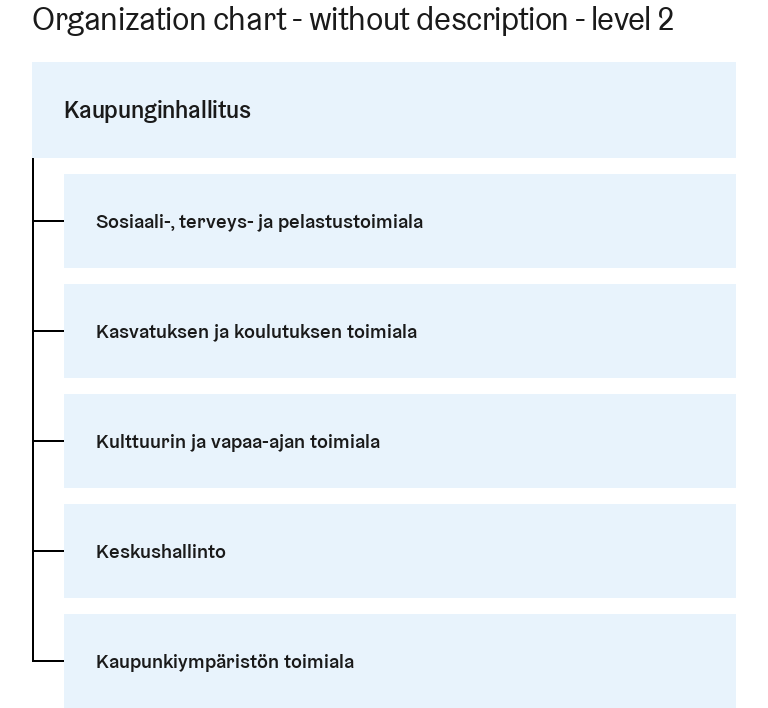 Organization chart - without description - level 2
Kaupunginhallitus
Sosiaali-, terveys- ja pelastustoimiala
Kasvatuksen ja koulutuksen toimiala
Kulttuurin ja vapaa-ajan toimiala
Keskushallinto
Kaupunkiympäristön toimiala